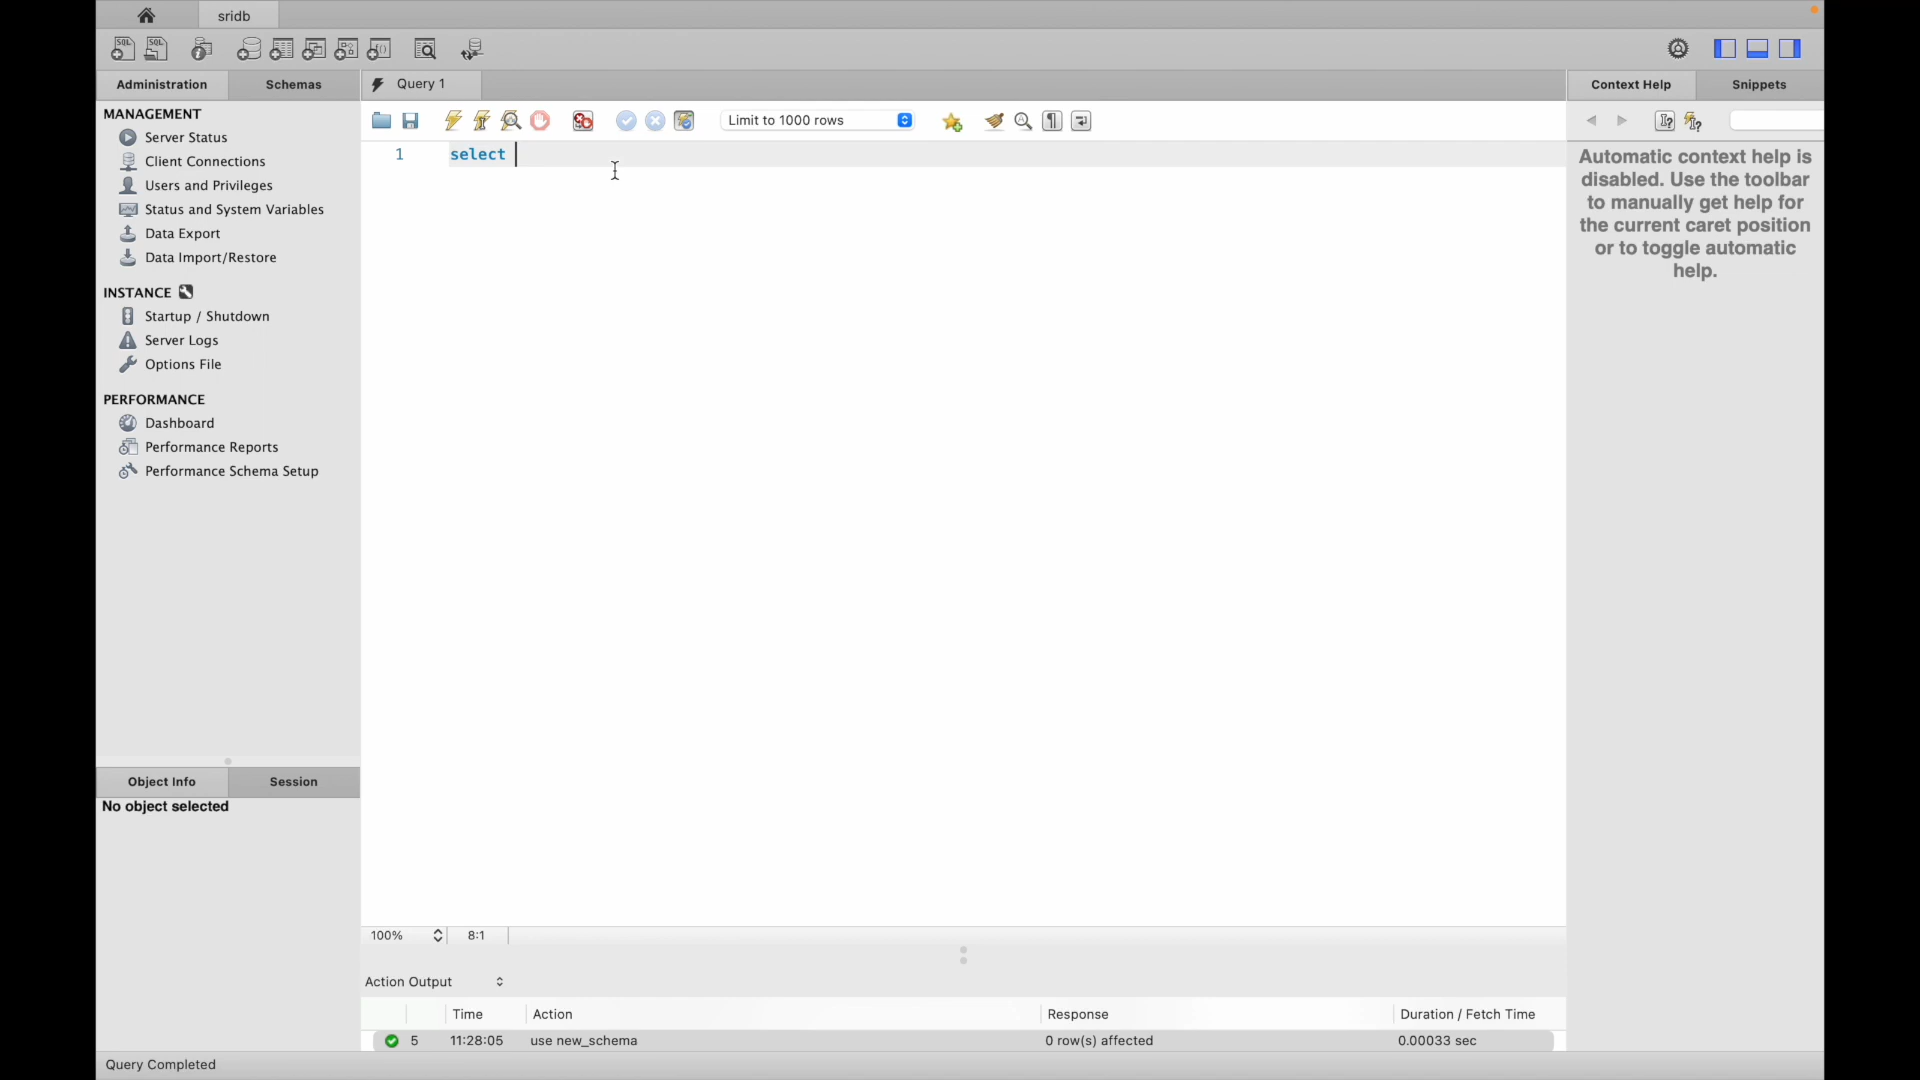 sridb
Administration
Schemas
Query 1
Context Help
Snippets
MANAGEMENT
Server Status
Client Connections
Users and Privileges
Status and System Variables
Data Export
Data Import/Restore
INSTANCE
Startup / Shutdown
Server Logs
Options File
PERFORMANCE
Dashboard
Performance Reports
Performance Schema Setup
Object Info
Session
No object selected
Limit to 1000 rows
1 select
Automatic context help is
disabled. Use the toolbar
to manually get help for
the current caret position
or to toggle automatic
help.
100% 8:1
Action Output
Time Action Response Duration / Fetch Time
5 11:28:05 use new_schema 0 row(s) affected 0.00033 sec
Query Completed